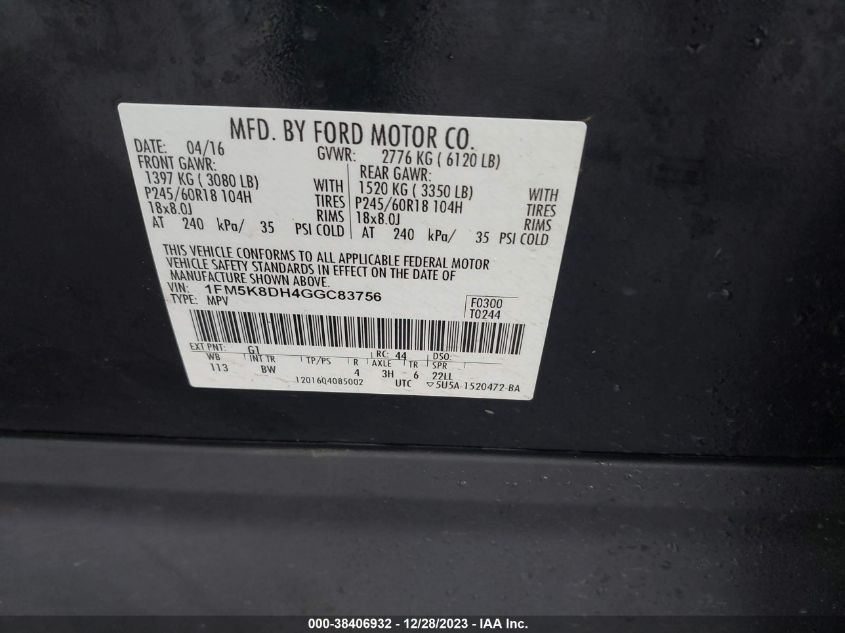 MFD. BY FORD MOTOR CO.
DATE: 04/16 GVWR: 2776 KG ( 6120 LB)
FRONT GAWR: REAR GAWR:
1397 KG ( 3080 LB) WITH 1520 KG ( 3350 LB) WITH
P245/60R18 104H TIRES P245/60R18 104H TIRES
18x8.0J RIMS 18x8.0J RIMS
AT 240 kPa/ 35 PSI COLD AT 240 kPa/ 35 PSI COLD
THIS VEHICLE CONFORMS TO ALL APPLICABLE FEDERAL MOTOR
VEHICLE SAFETY STANDARDS IN EFFECT ON THE DATE OF
MANUFACTURE SHOWN ABOVE.
VIN: 1FM5K8DH4GGC83756 F0300
TYPE: MPV T0244
EXT PNT: G1 RC: 44 DSO:
WB INT TR TP/PS R AXLE TR SPR
113 BW 4 3H 6 22LL
12016Q4085002 UTC ▽5U5A-1520472-BA
000-38406932 - 12/28/2023 - IAA Inc.